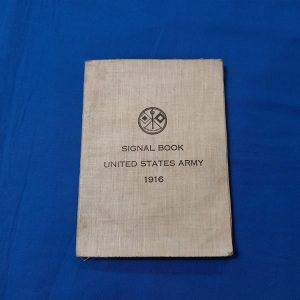 SIGNAL BOOK
UNITED STATES ARMY
1916